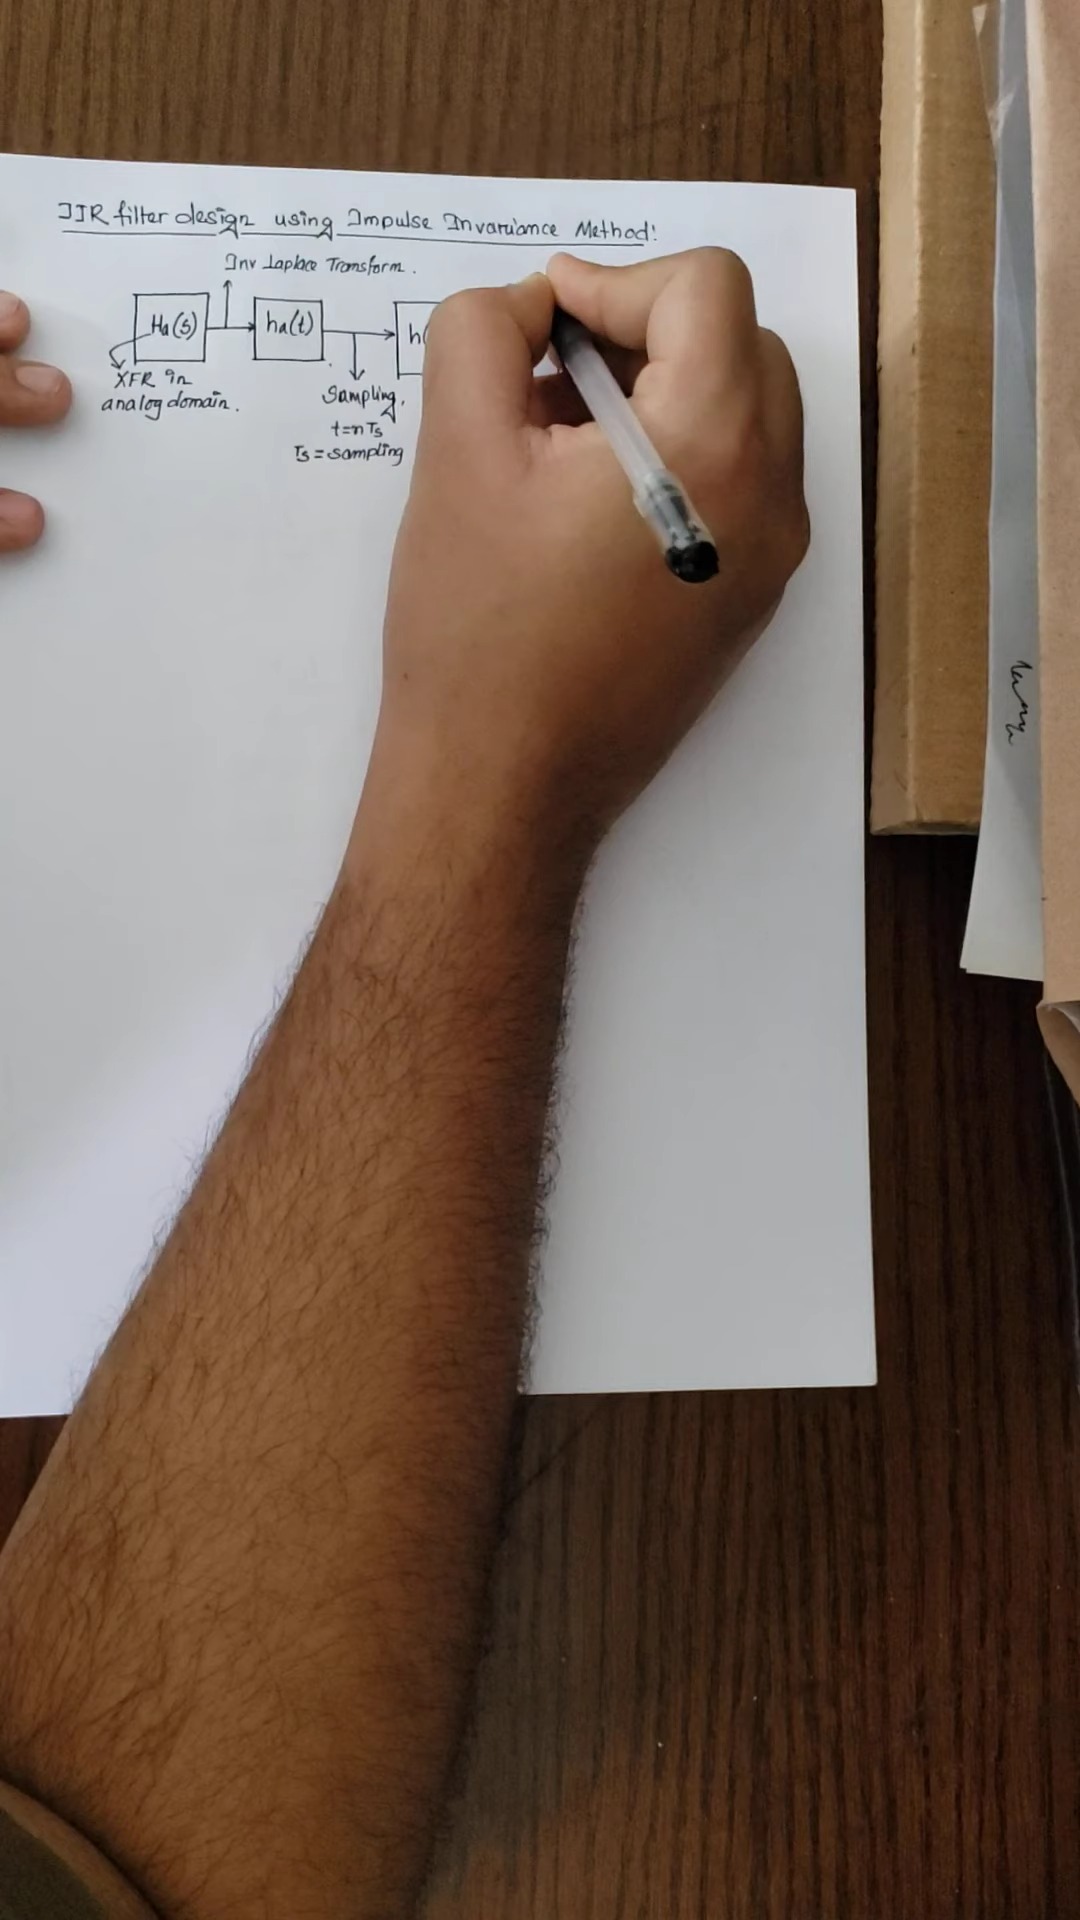 IIR filter design using Impulse Invariance Method:
Inv Laplace Transform.
Ha(s) ha(t) h(
XFR in
analog domain.
Sampling,
t=nTs
Ts = sampling